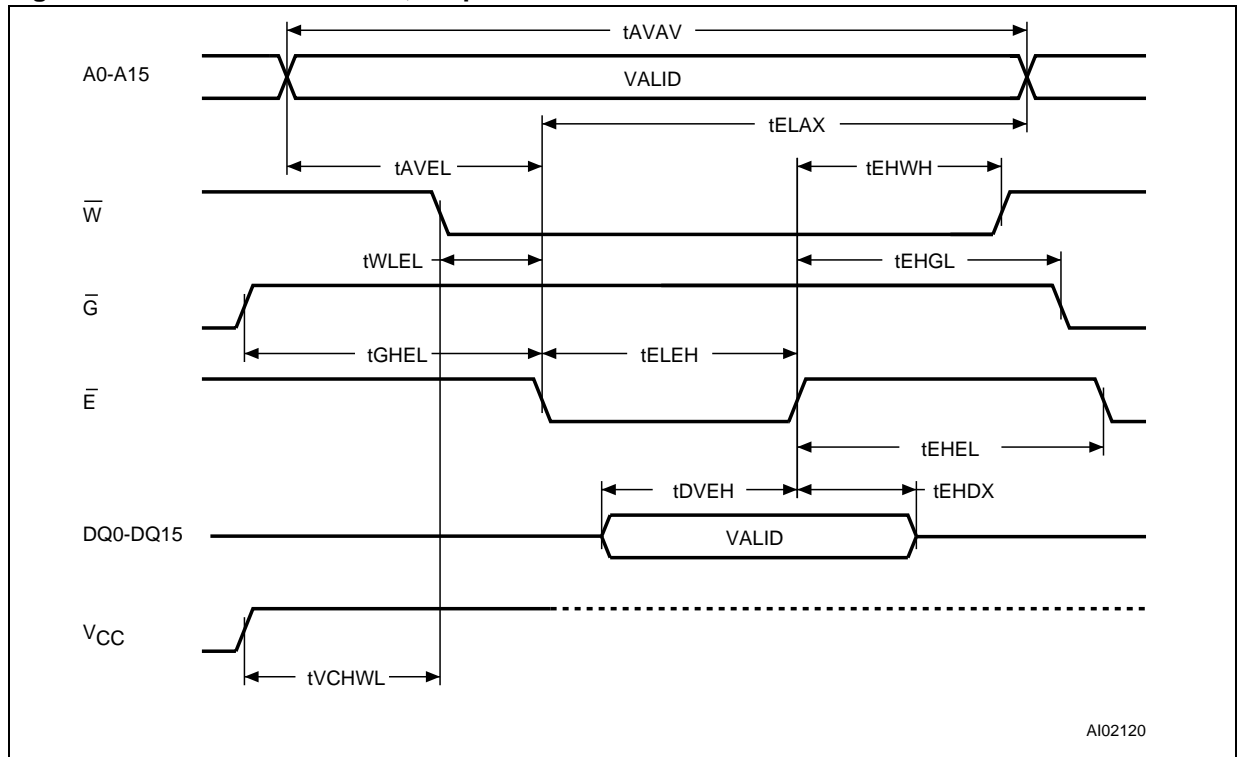 tAVAV
A0-A15
VALID
tELAX
tAVEL
tEHWH
W
tWLEL
tEHGL
G
tGHEL
tELEH
E
tEHEL
tDVEH
tEHDX
DQ0-DQ15
VALID
VCC
tVCHWL
AI02120